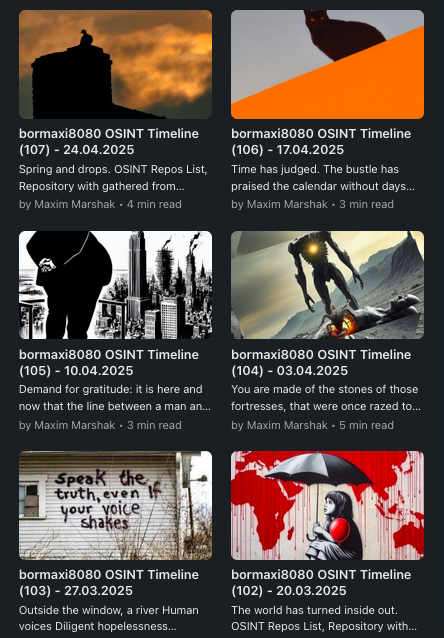 bormaxi8080 OSINT Timeline
(107) - 24.04.2025
Spring and drops. OSINT Repos List,
Repository with gathered from...
by Maxim Marshak • 4 min read
bormaxi8080 OSINT Timeline
(106) - 17.04.2025
Time has judged. The bustle has
praised the calendar without days...
by Maxim Marshak • 3 min read
bormaxi8080 OSINT Timeline
(105) - 10.04.2025
Demand for gratitude: it is here and
now that the line between a man an...
by Maxim Marshak • 3 min read
bormaxi8080 OSINT Timeline
(104) - 03.04.2025
You are made of the stones of those
fortresses, that were once razed to...
by Maxim Marshak • 5 min read
speak the
truth, even if
your voice
shakes
bormaxi8080 OSINT Timeline
(103) - 27.03.2025
Outside the window, a river Human
voices Diligent hopelessness...
bormaxi8080 OSINT Timeline
(102) - 20.03.2025
The world has turned inside out.
OSINT Repos List, Repository with...